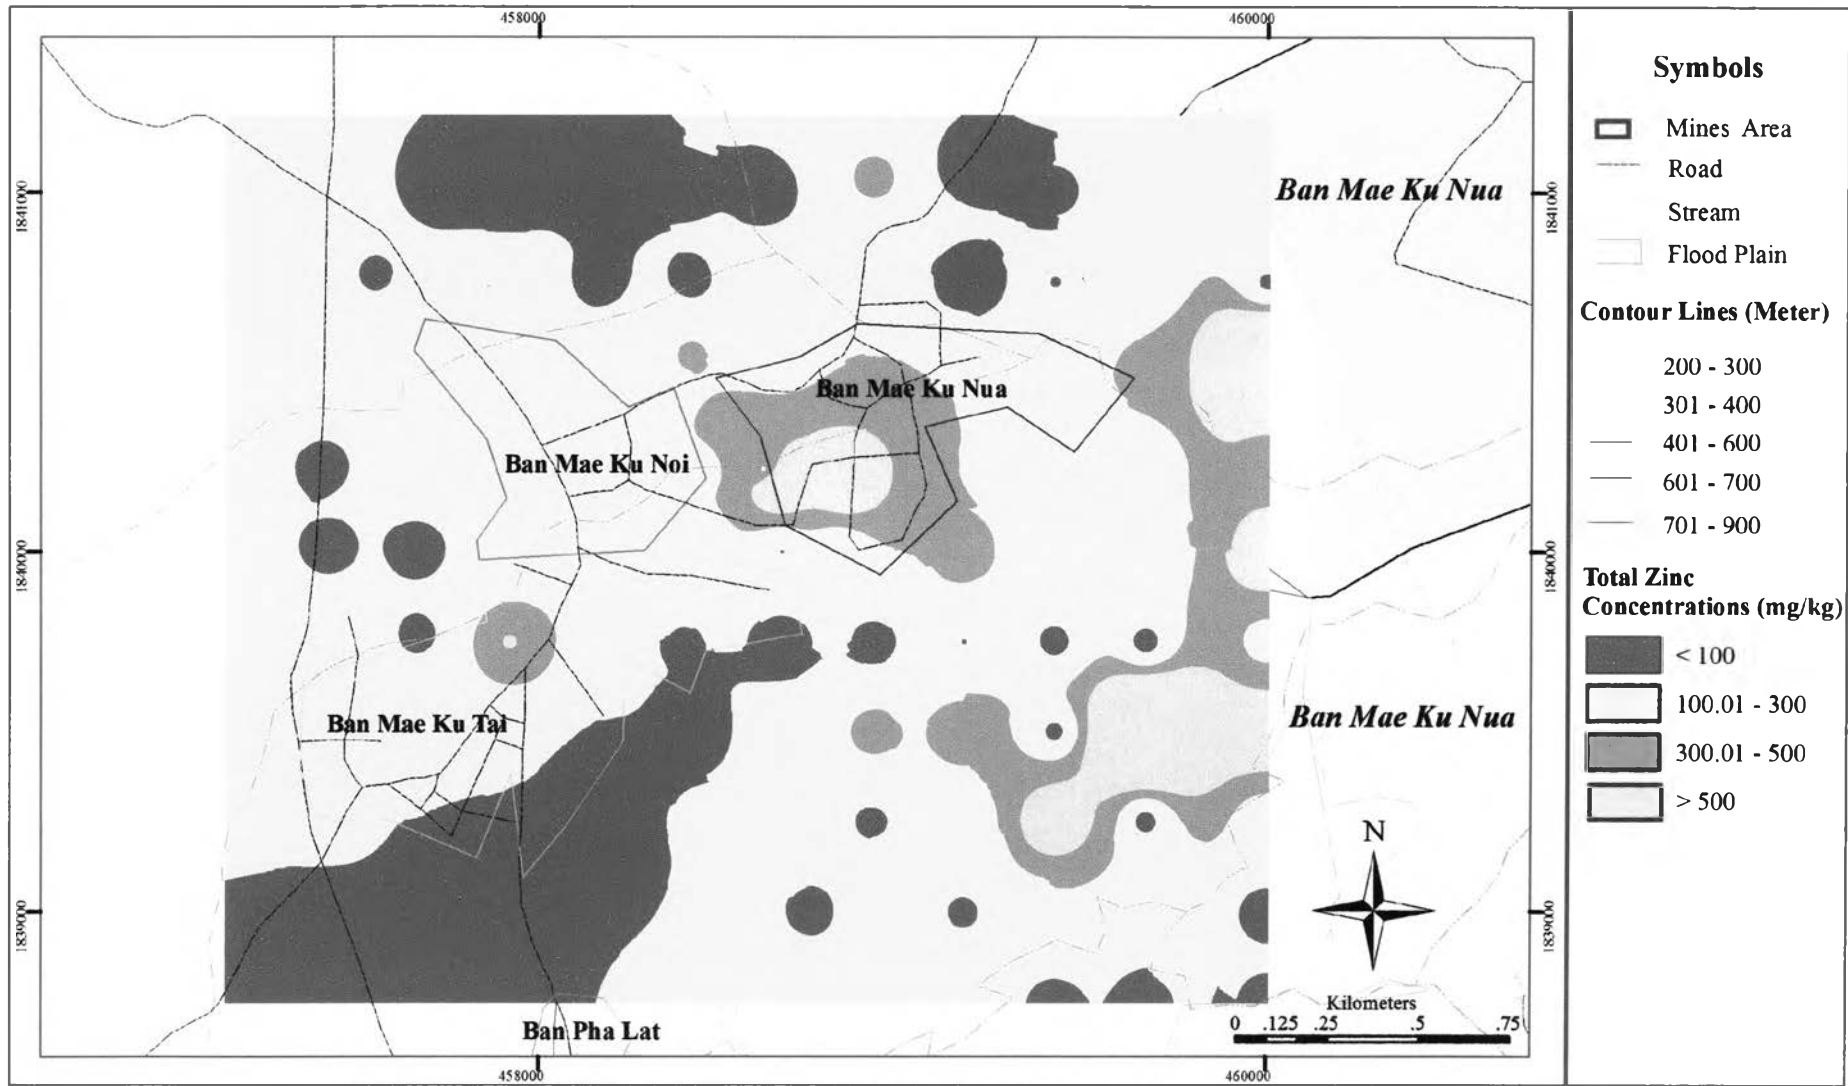 458000
460000
Symbols
Mines Area
Road
Stream
Flood Plain
Contour Lines (Meter)
200 - 300
301 - 400
401 - 600
601 - 700
701 - 900
Total Zinc
Concentrations (mg/kg)
< 100
100.01 - 300
300.01 - 500
> 500
1841000
1841000
Ban Mae Ku Nua
Ban Mae Ku Nua
Ban Mae Ku Noi
1840000
1840000
Ban Mae Ku Tai
Ban Mae Ku Nua
N
1839000
1839000
Kilometers
0 .125 .25 .5 .75
Ban Pha Lat
458000
460000